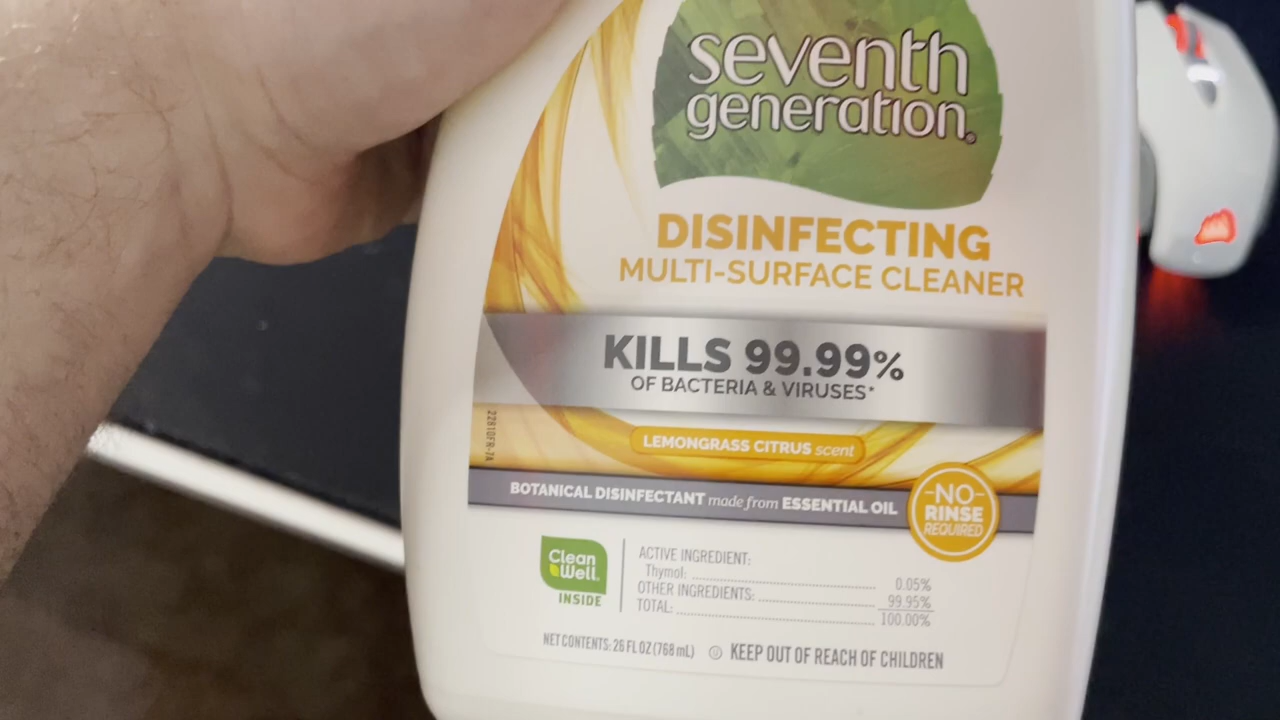 seventh
generation®
DISINFECTING
MULTI-SURFACE CLEANER
KILLS 99.99%
OF BACTERIA & VIRUSES*
22810FR-7A
LEMONGRASS CITRUS scent
BOTANICAL DISINFECTANT made from ESSENTIAL OIL
-NO-
RINSE
REQUIRED
Clean
Well®
INSIDE
ACTIVE INGREDIENT:
Thymol: 0.05%
OTHER INGREDIENTS: 99.95%
TOTAL: 100.00%
NET CONTENTS: 26 FL OZ (768 mL) KEEP OUT OF REACH OF CHILDREN